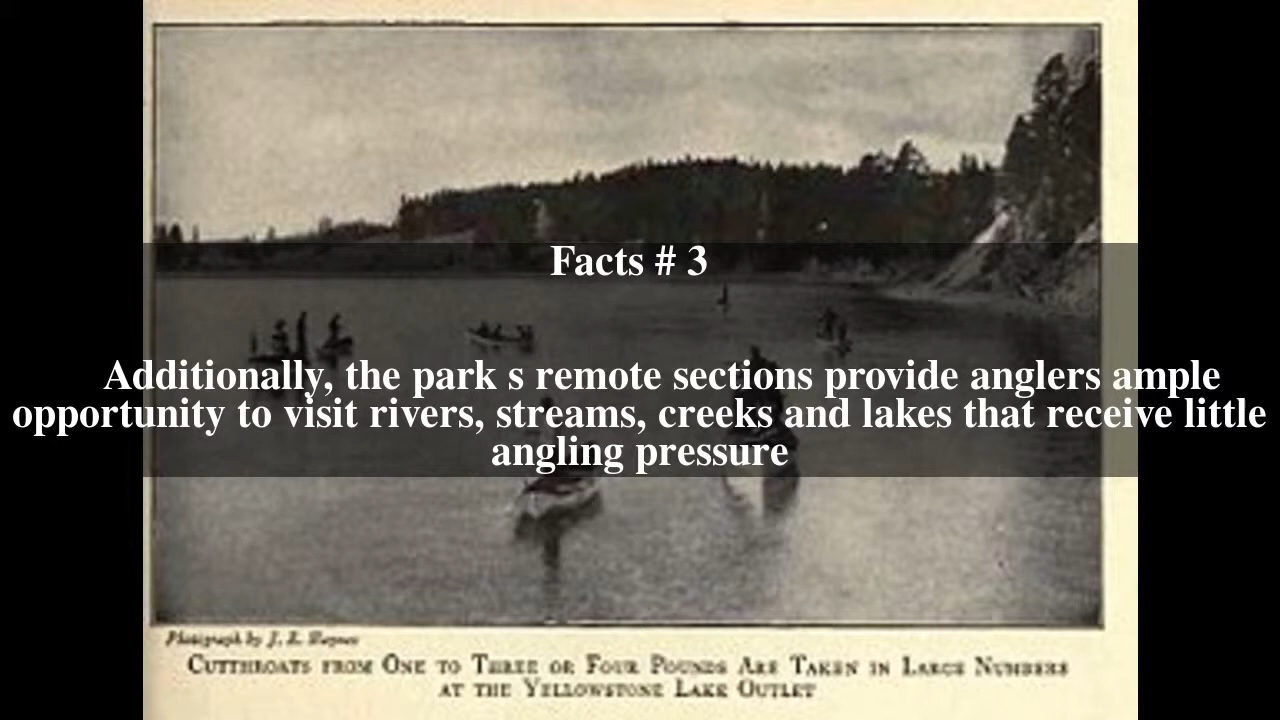 Facts # 3
Additionally, the park s remote sections provide anglers ample
opportunity to visit rivers, streams, creeks and lakes that receive little
angling pressure
Photograph by J. E. Haynes
CUTTHROATS FROM ONE TO THREE OR FOUR POUNDS ARE TAKEN IN LARGE NUMBERS
AT THE YELLOWSTONE LAKE OUTLET